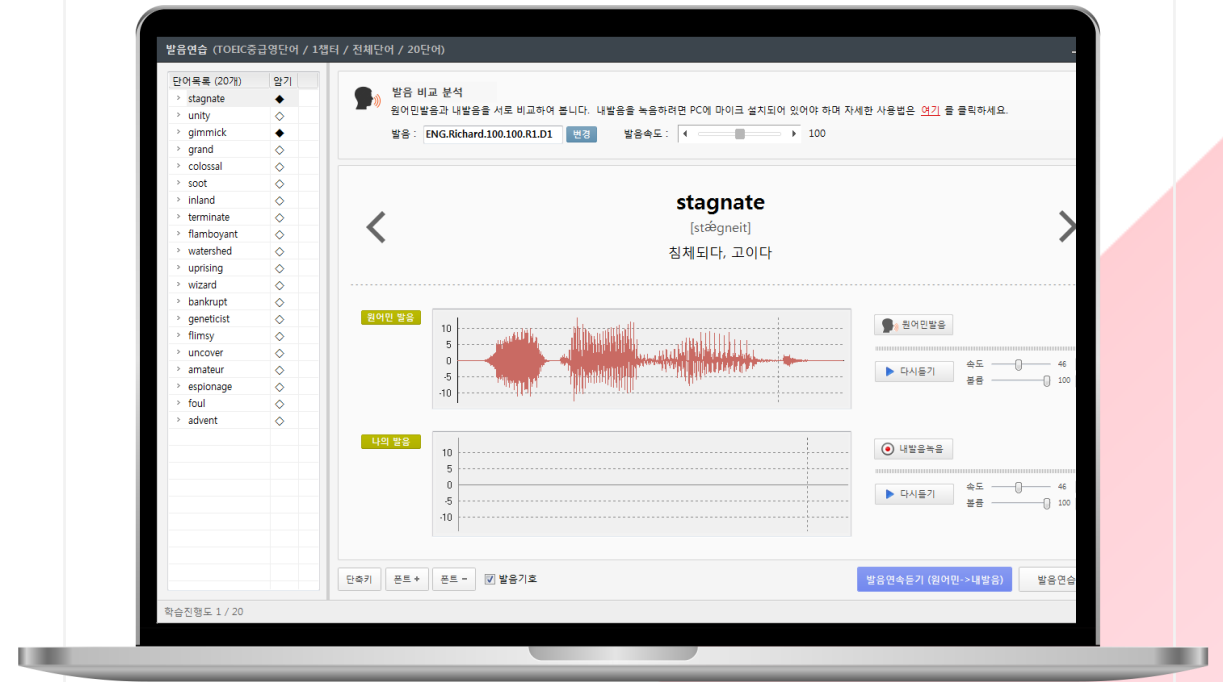 발음연습 (TOEIC중급영단어 / 1챕터 / 전체단어 / 20단어)
단어목록 (20개) 암기
stagnate ◆
unity ◇
gimmick ◆
grand ◇
colossal ◇
soot ◇
inland ◇
terminate ◇
flamboyant ◇
watershed ◇
uprising ◇
wizard ◇
bankrupt ◇
geneticist ◇
flimsy ◇
uncover ◇
amateur ◇
espionage ◇
foul ◇
advent ◇
발음 비교 분석
원어민발음과 내발음을 서로 비교하여 봅니다. 내발음을 녹음하려면 PC에 마이크 설치되어 있어야 하며 자세한 사용법은 여기 를 클릭하세요.
발음 : ENG.Richard.100.100.R1.D1 변경 발음속도 : 100
stagnate
[stǽgneit]
침체되다, 고이다
원어민 발음
10
5
0
-5
-10
원어민발음
다시듣기
속도 46
볼륨 100
나의 발음
10
5
0
-5
-10
내발음녹음
다시듣기
속도 46
볼륨 100
단축키 폰트 + 폰트 - 발음기호 발음연속듣기 (원어민->내발음) 발음연습
학습진행도 1 / 20